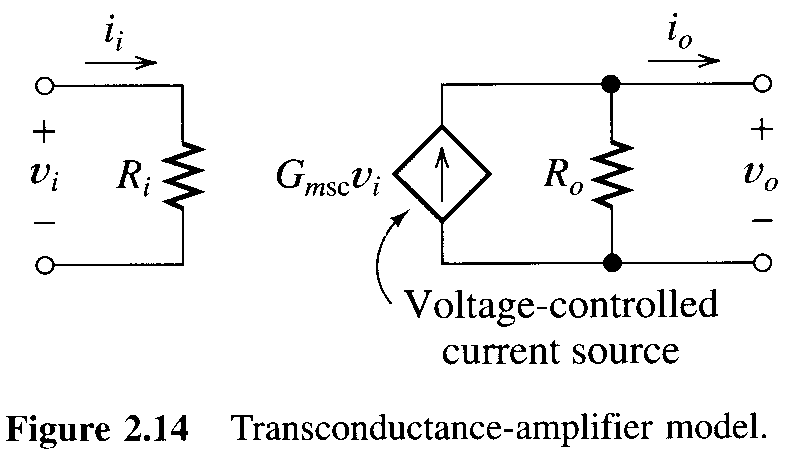 i_i i_o
+ +
v_i R_i G_msc v_i R_o v_o
− −
Voltage-controlled
current source
Figure 2.14 Transconductance-amplifier model.